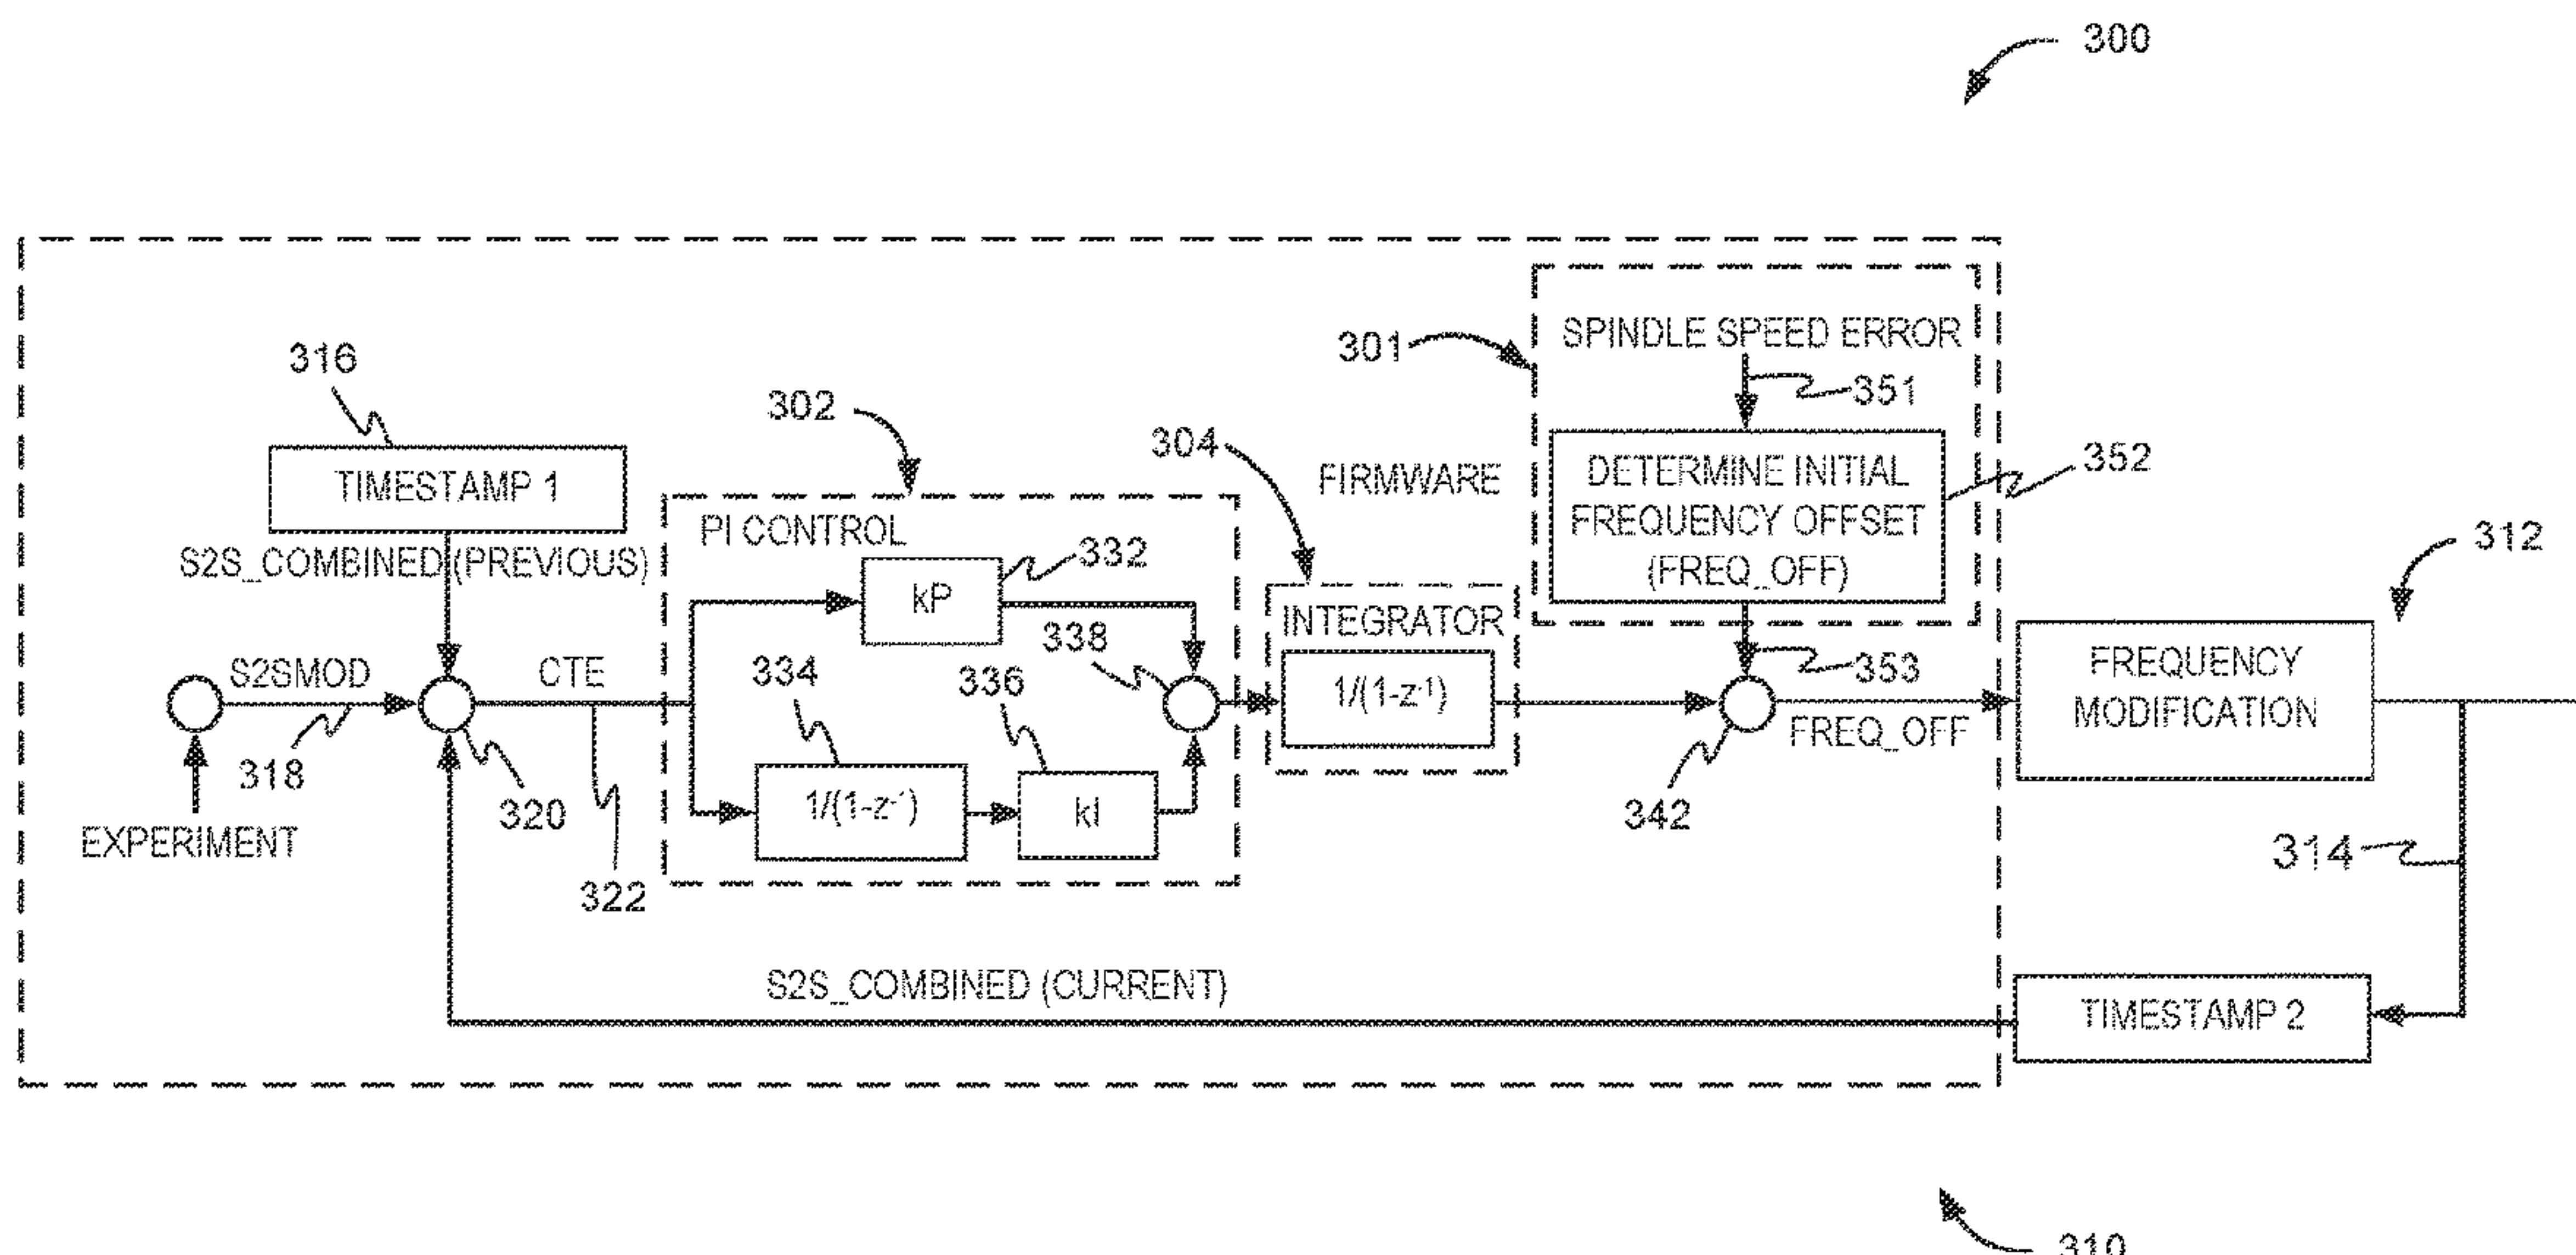 300
SPINDLE SPEED ERROR
301
351
316
302
304
FIRMWARE
DETERMINE INITIAL
FREQUENCY OFFSET
(FREQ_OFF)
352
TIMESTAMP 1
S2S_COMBINED (PREVIOUS)
PI CONTROL
332
kP
312
INTEGRATOR
S2SMOD
CTE
334
336
338
1/(1-z-1)
353
FREQUENCY
MODIFICATION
318
320
322
1/(1-z-1)
kI
342
FREQ_OFF
EXPERIMENT
314
S2S_COMBINED (CURRENT)
TIMESTAMP 2
310